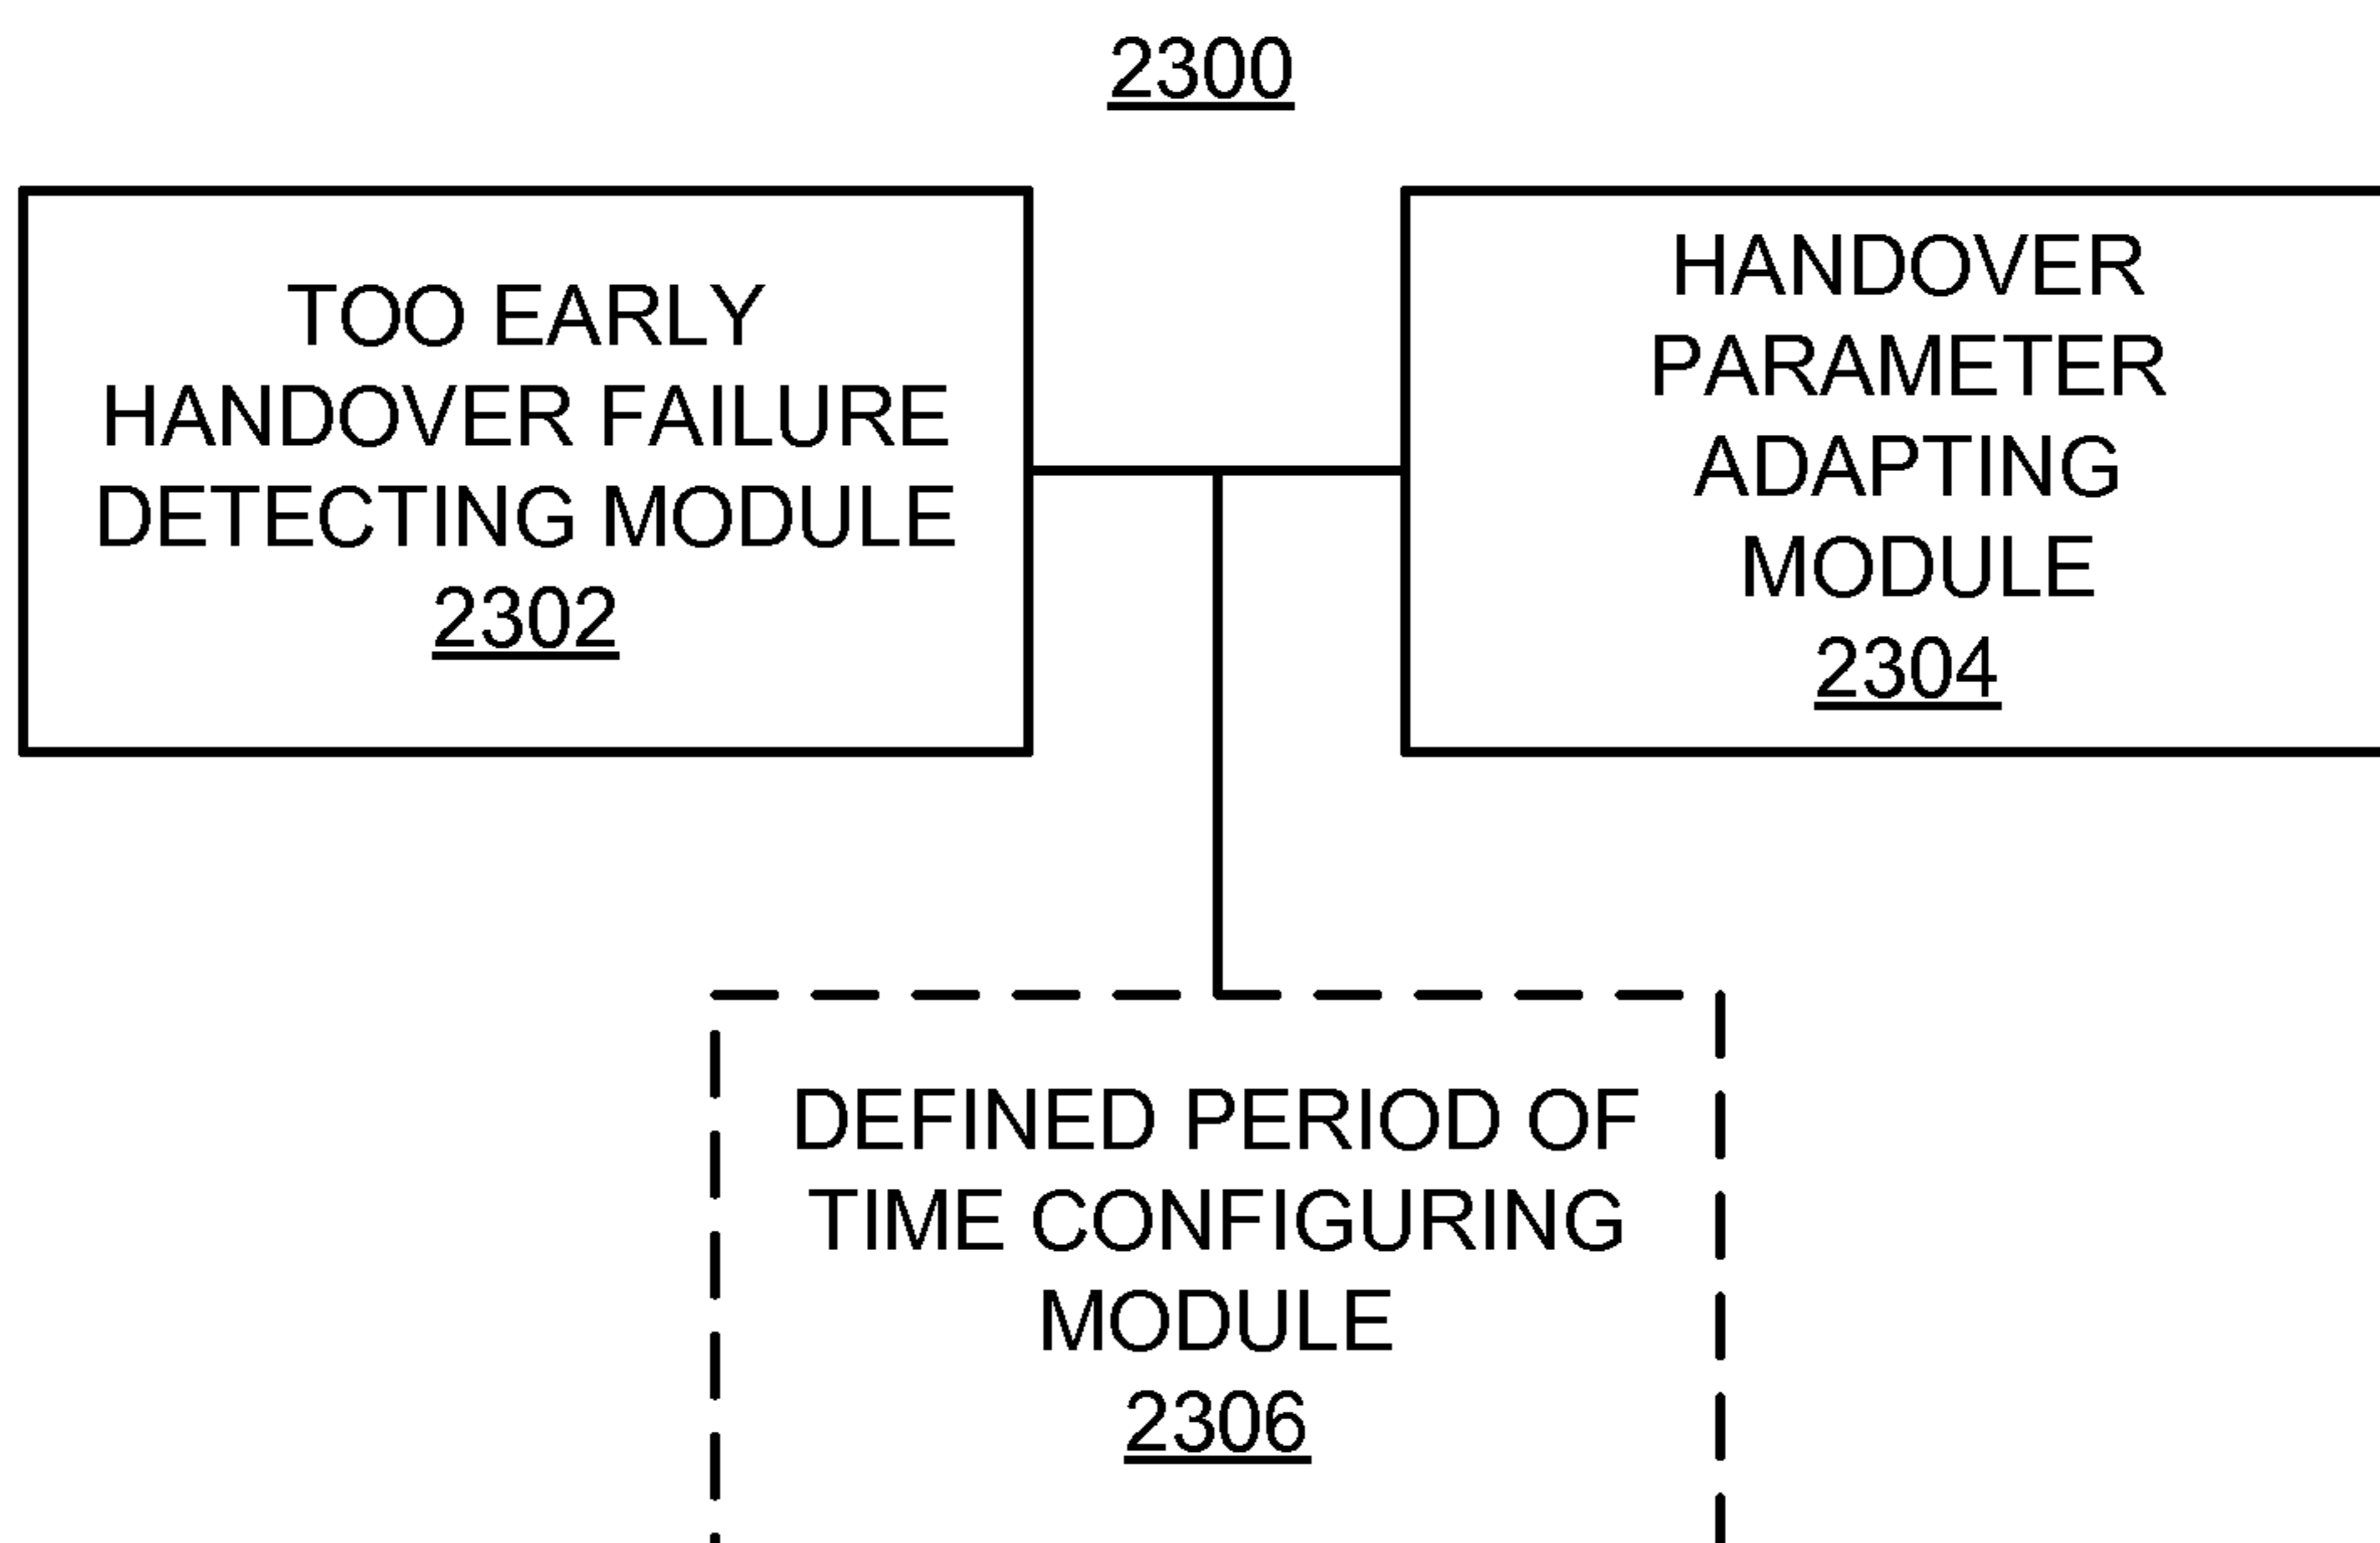 2300
TOO EARLY
HANDOVER FAILURE
DETECTING MODULE
2302
HANDOVER
PARAMETER
ADAPTING
MODULE
2304
DEFINED PERIOD OF
TIME CONFIGURING
MODULE
2306